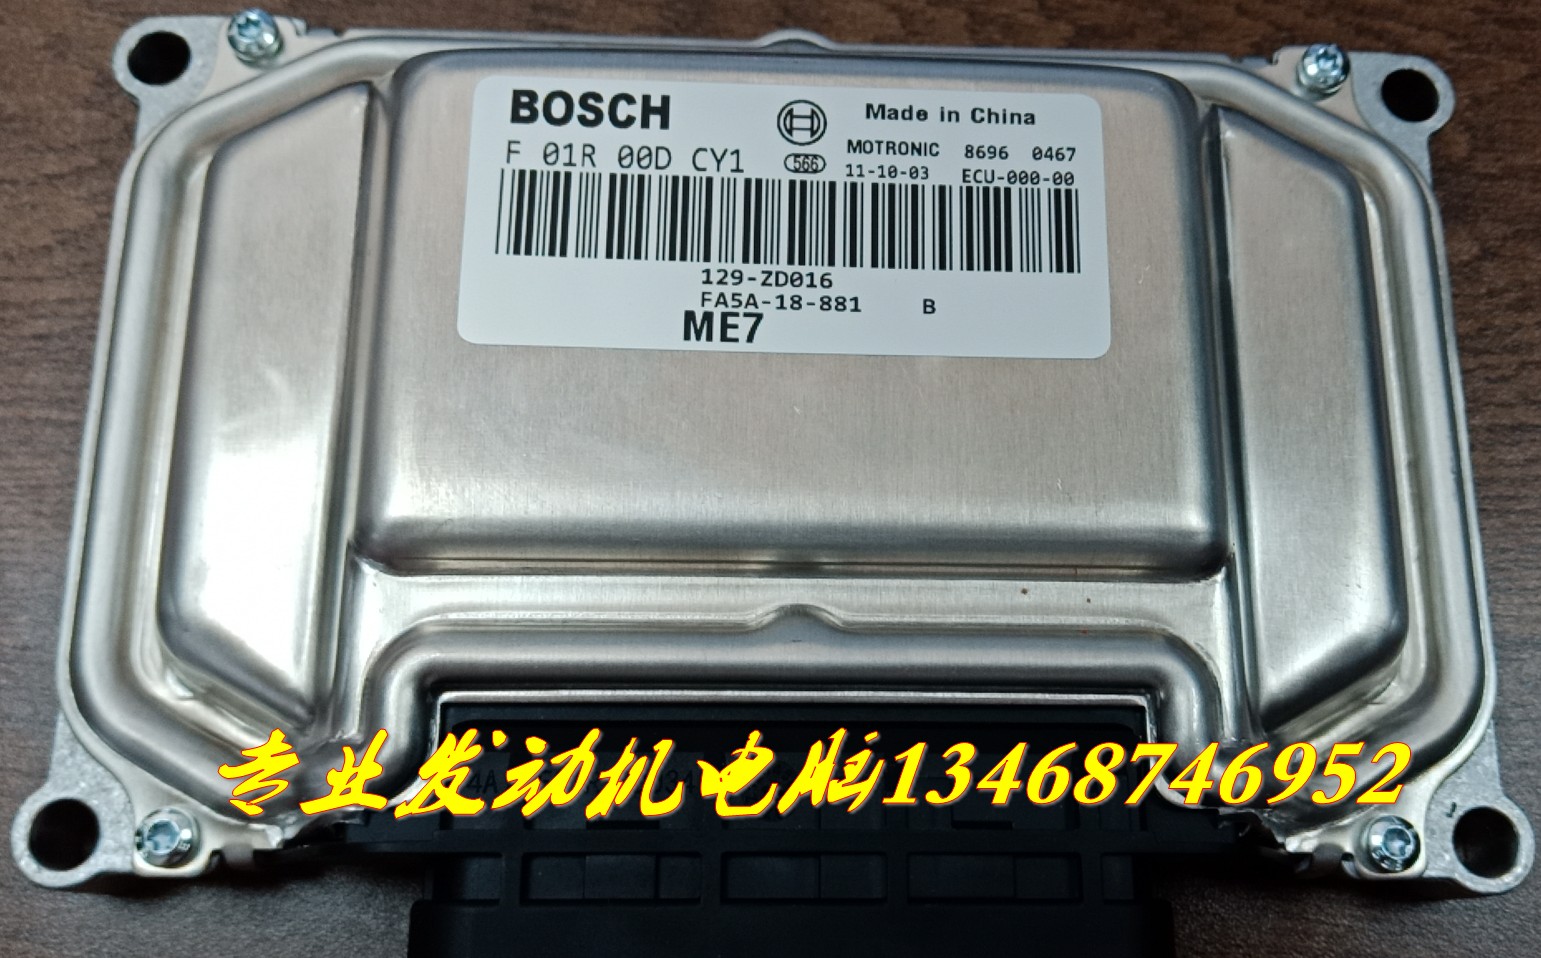 BOSCH
Made in China
F 01R 00D CY1
566
MOTRONIC 8696 0467
11-10-03 ECU-000-00
129-ZD016
FA5A-18-881 B
ME7
专业发动机电脑13468746952